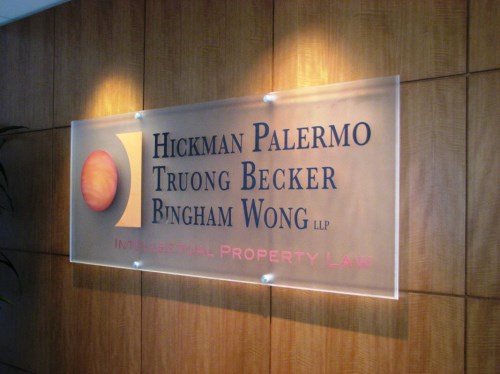 Hickman Palermo
Truong Becker
Bingham Wong LLP
Intellectual Property Law